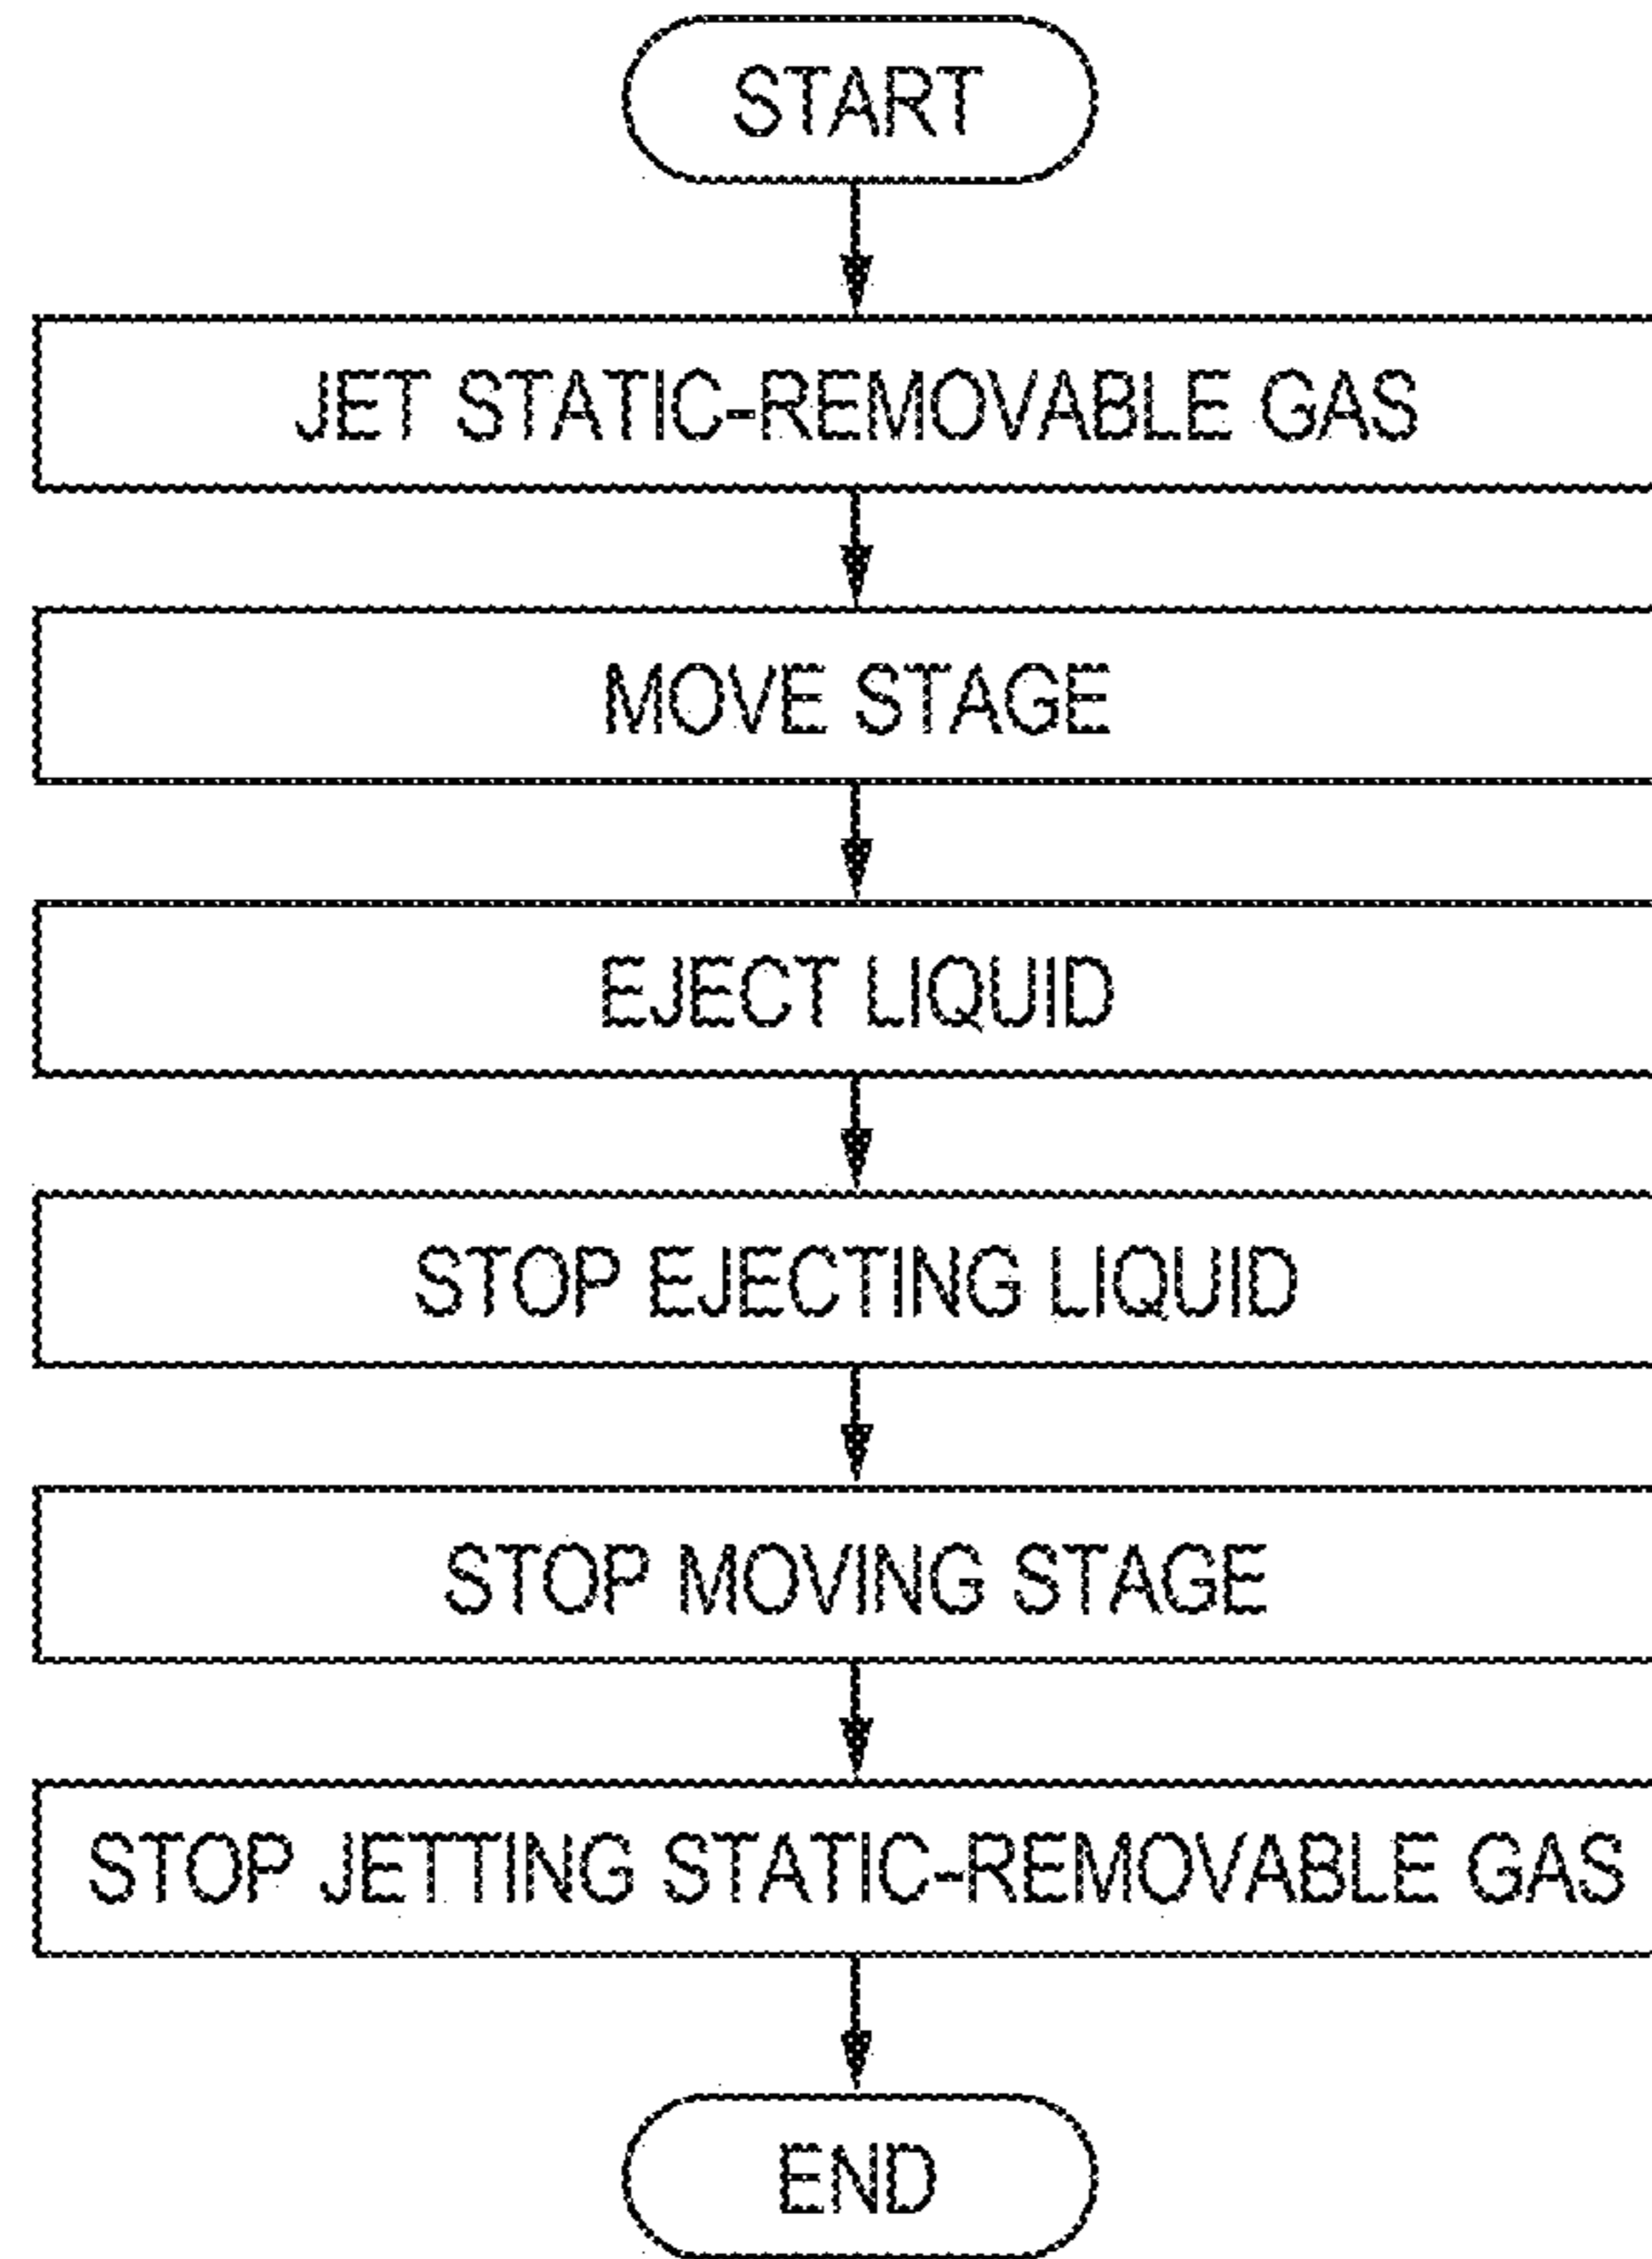 START
JET STATIC-REMOVABLE GAS
MOVE STAGE
EJECT LIQUID
STOP EJECTING LIQUID
STOP MOVING STAGE
STOP JETTING STATIC-REMOVABLE GAS
END